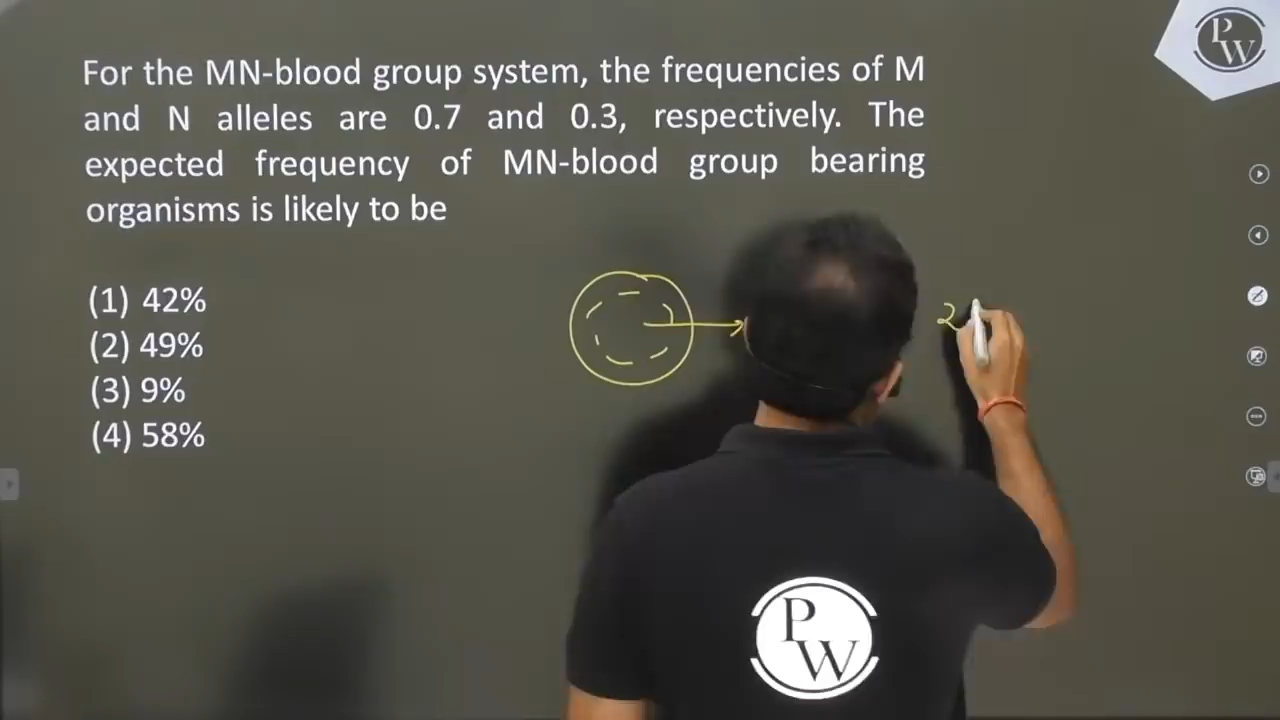 PW
For the MN-blood group system, the frequencies of M
and N alleles are 0.7 and 0.3, respectively. The
expected frequency of MN-blood group bearing
organisms is likely to be
(1) 42%
(2) 49%
(3) 9%
(4) 58%
2
PW